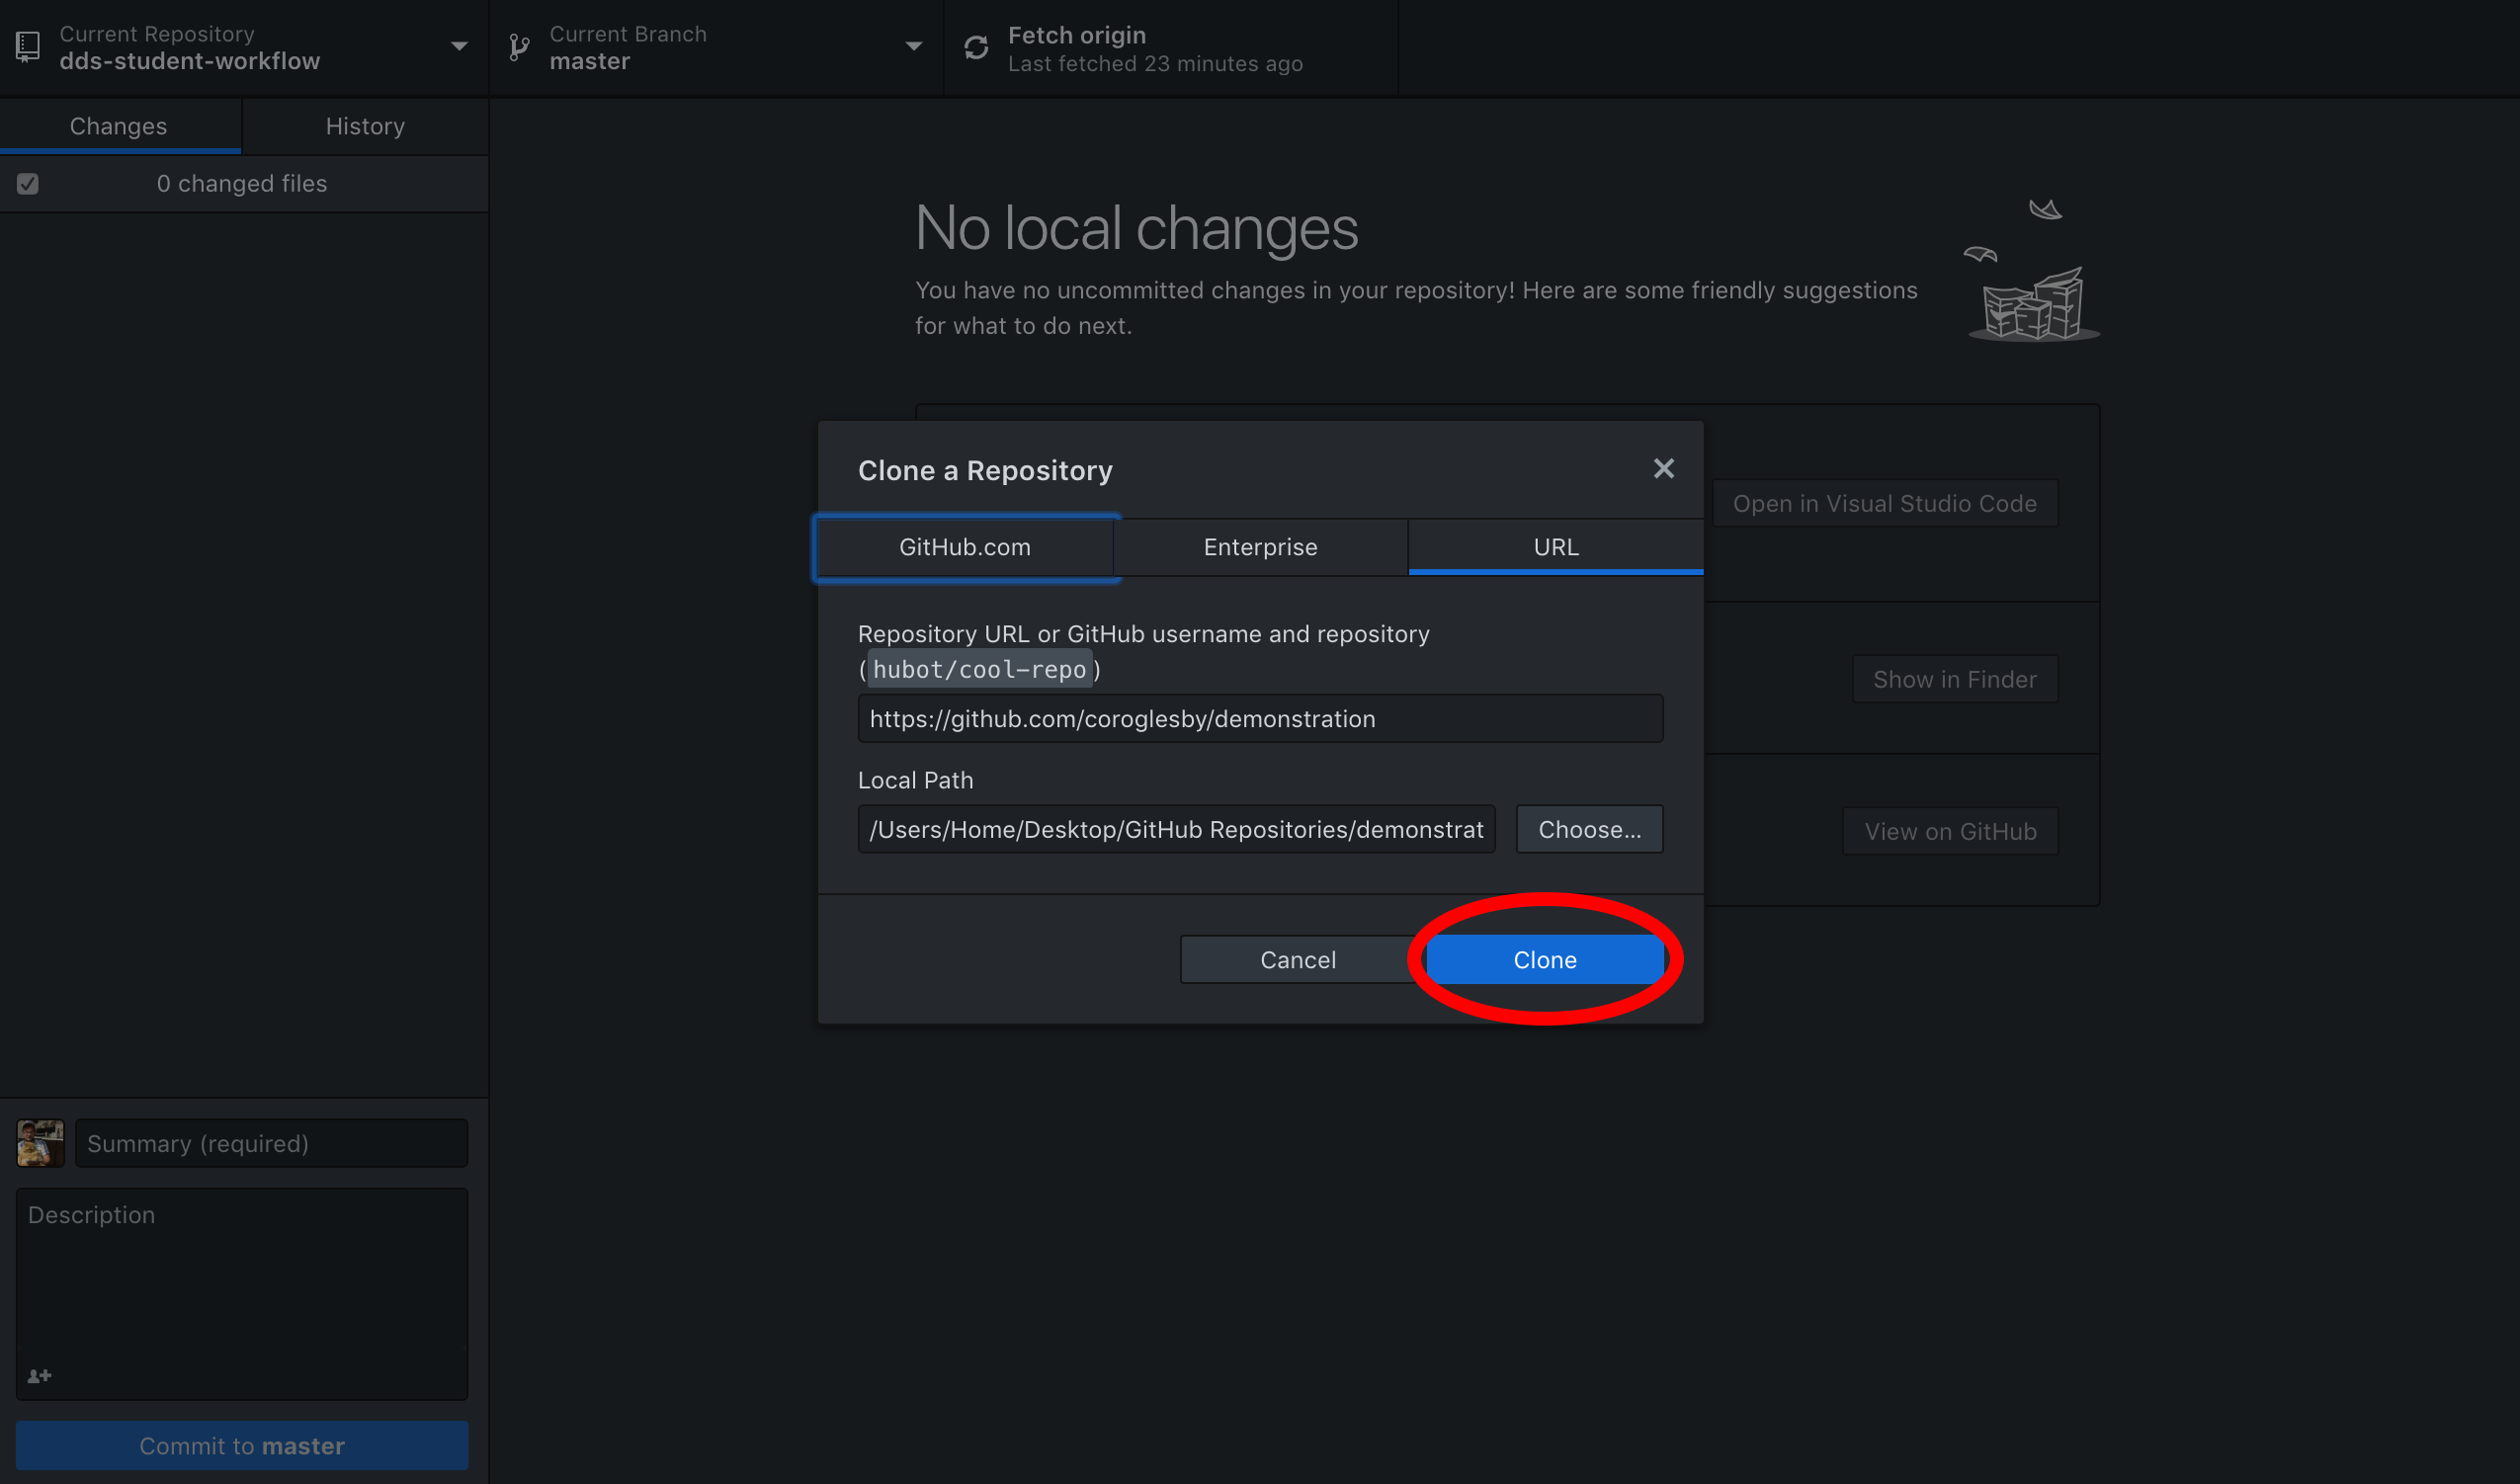 Current Repository
dds-student-workflow
Current Branch
master
Fetch origin
Last fetched 23 minutes ago
Changes
History
0 changed files
No local changes
You have no uncommitted changes in your repository! Here are some friendly suggestions
for what to do next.
Open in Visual Studio Code
Show in Finder
View on GitHub
Clone a Repository
GitHub.com
Enterprise
URL
Repository URL or GitHub username and repository
(hubot/cool-repo)
https://github.com/coroglesby/demonstration
Local Path
/Users/Home/Desktop/GitHub Repositories/demonstrat
Choose...
Cancel
Clone
Summary (required)
Description
Commit to master